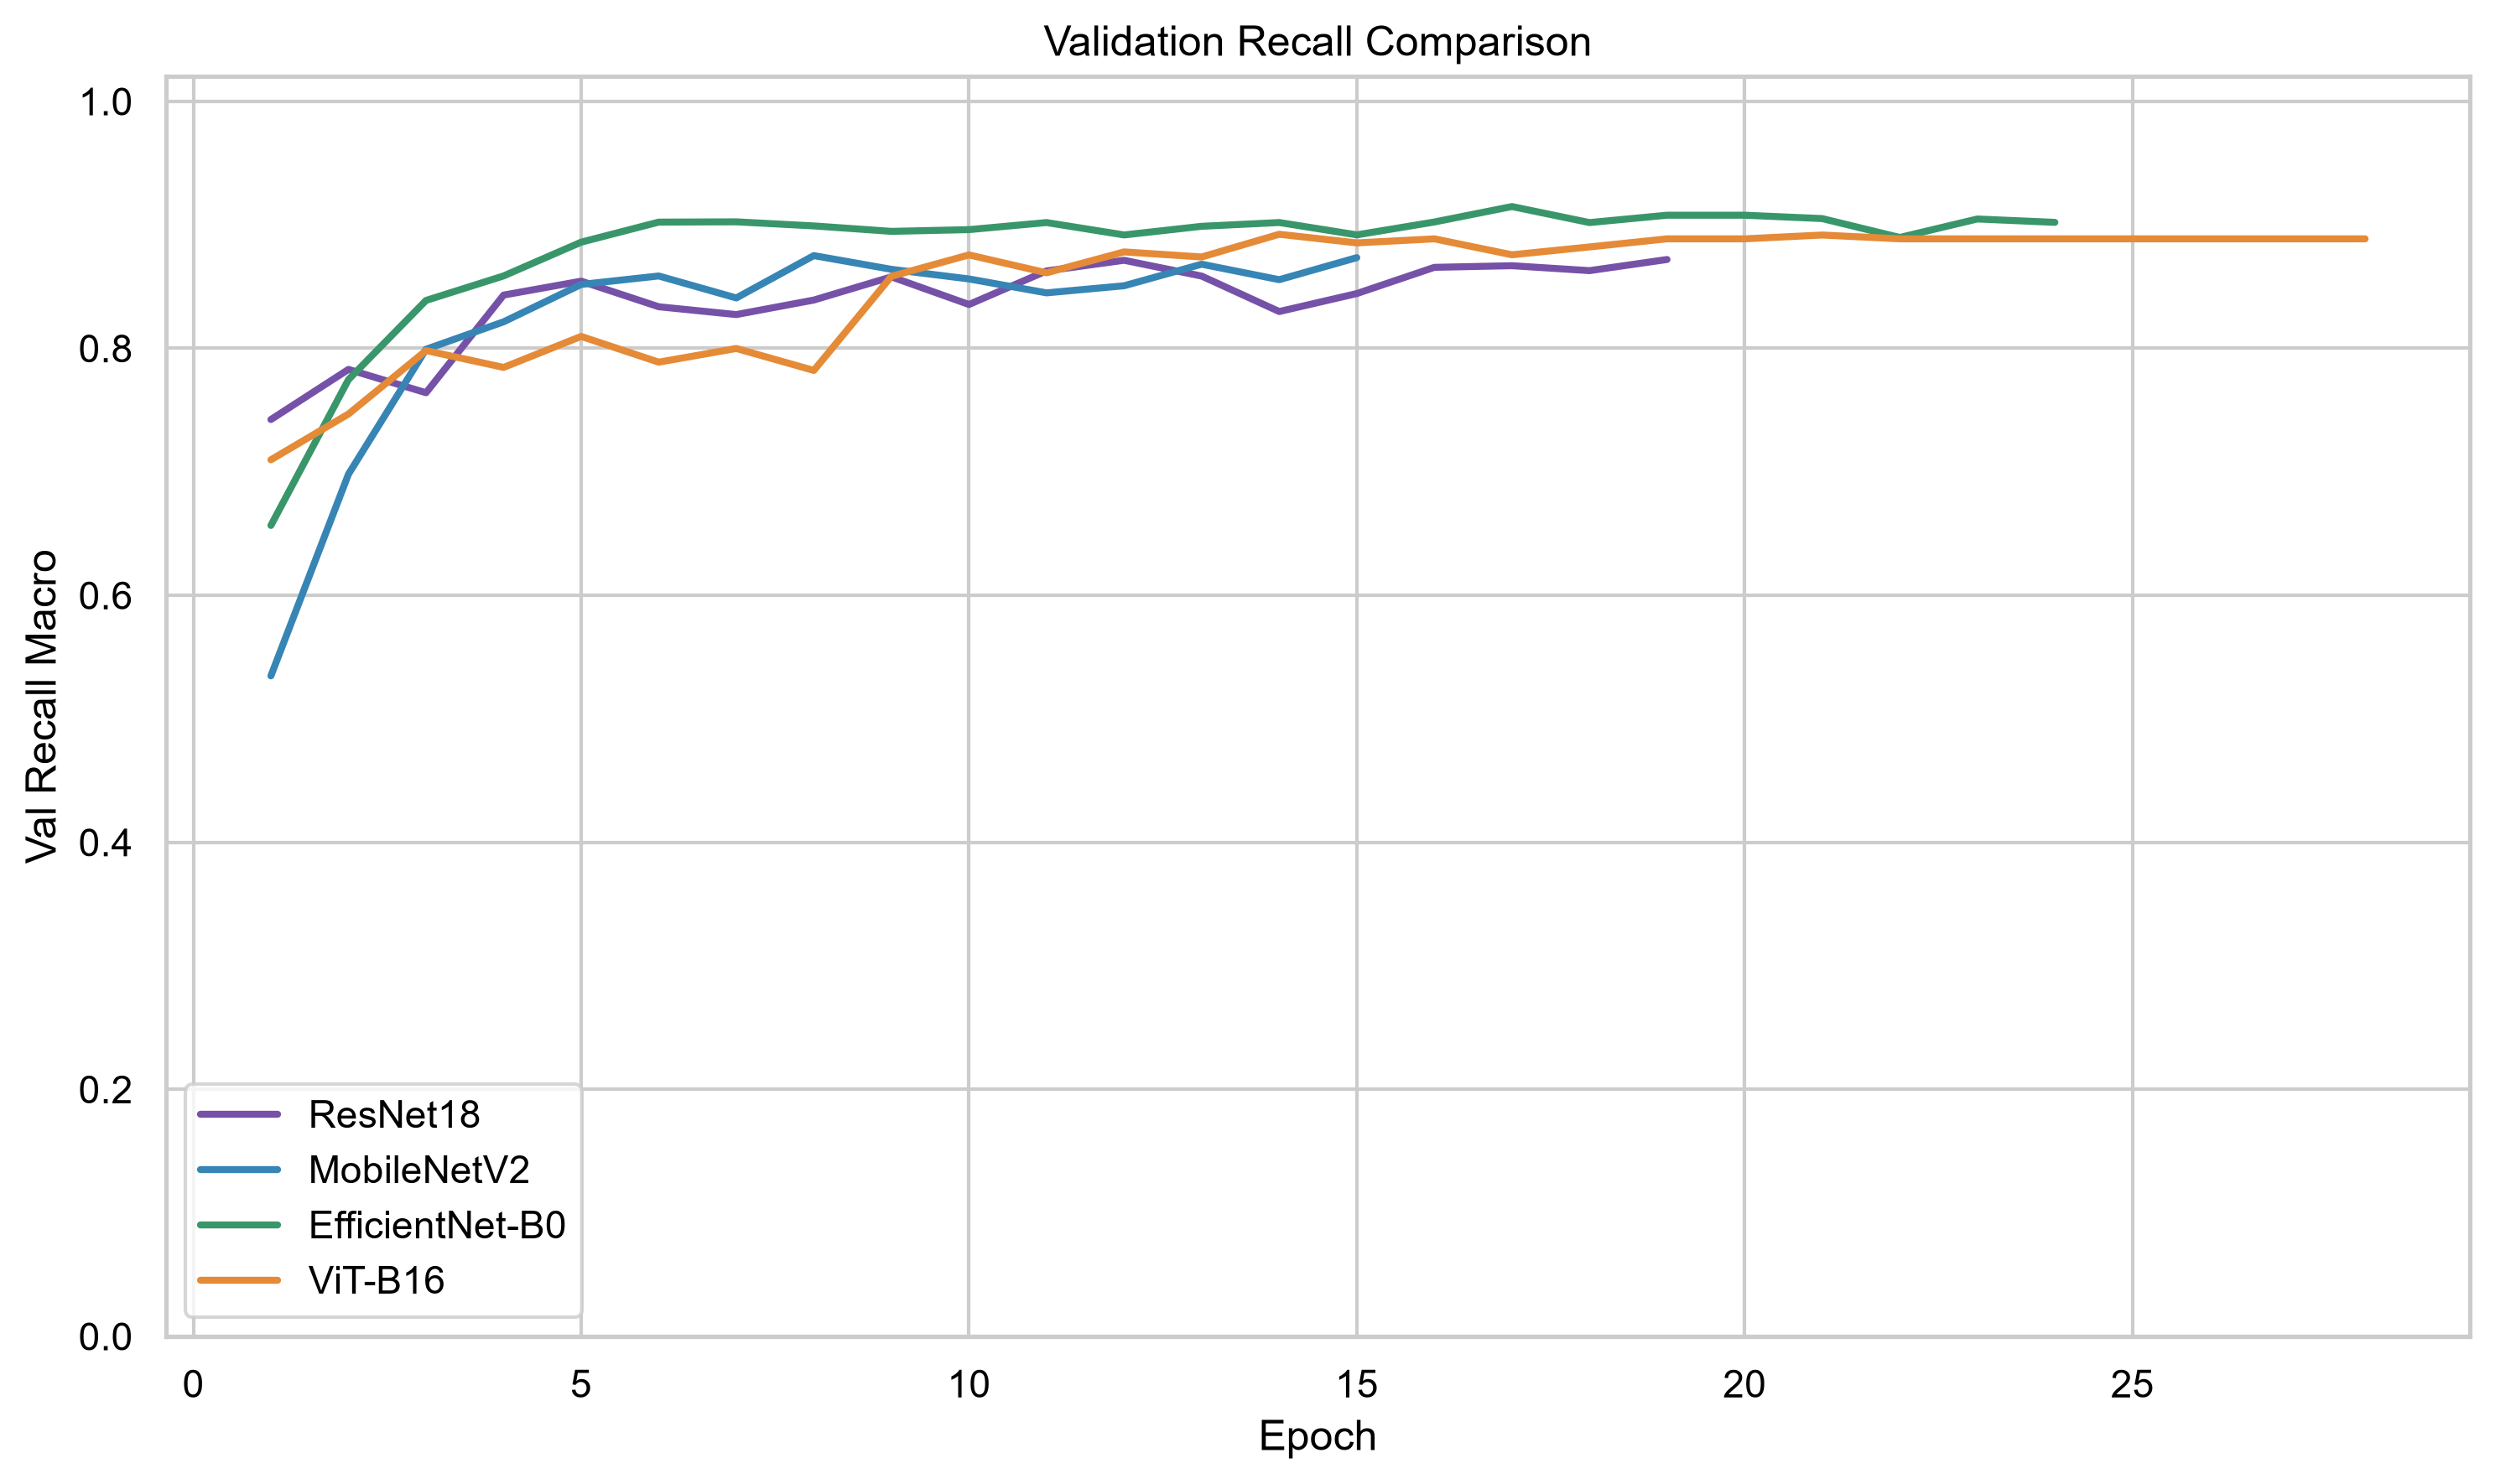 Validation Recall Comparison
1.0
0.8
0.6
0.4
0.2
0.0
Val Recall Macro
ResNet18
MobileNetV2
EfficientNet-B0
ViT-B16
0 5 10 15 20 25
Epoch